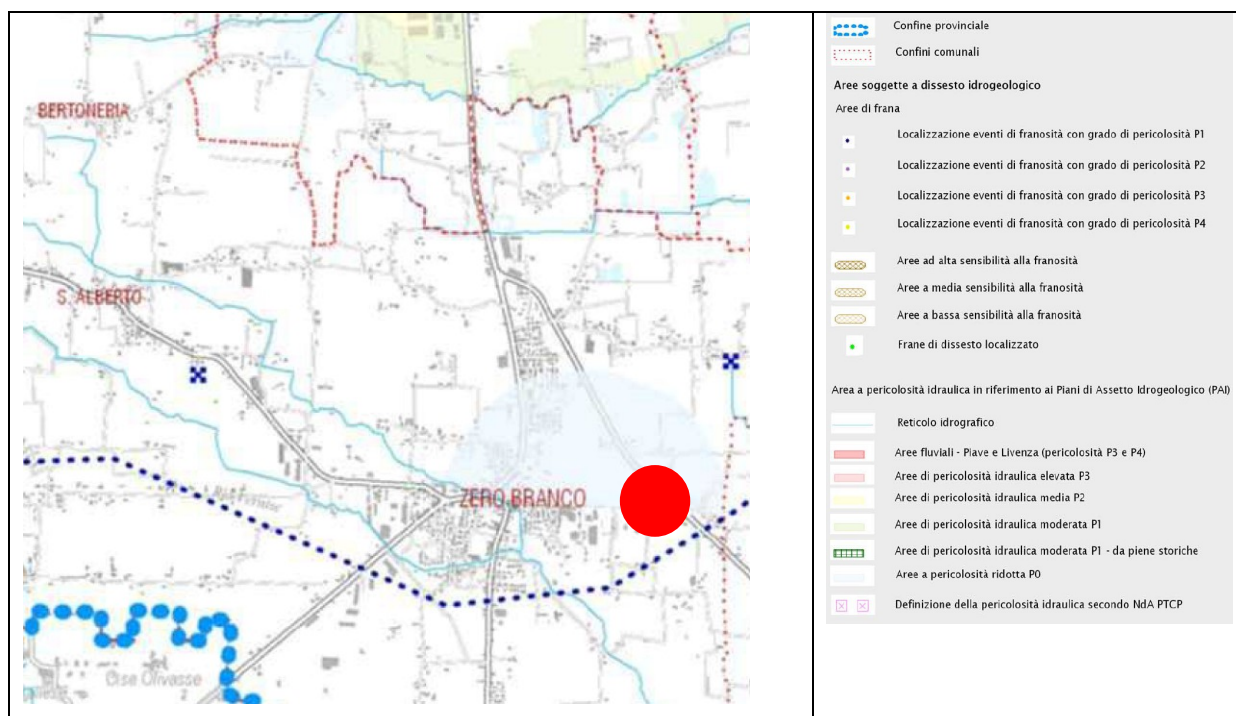 BERTONERIA
S. ALBERTO
ZERO BRANCO
Confine provinciale
Confini comunali
Aree soggette a dissesto idrogeologico
Aree di frana
Localizzazione eventi di franosità con grado di pericolosità P1
Localizzazione eventi di franosità con grado di pericolosità P2
Localizzazione eventi di franosità con grado di pericolosità P3
Localizzazione eventi di franosità con grado di pericolosità P4
Aree ad alta sensibilità alla franosità
Aree a media sensibilità alla franosità
Aree a bassa sensibilità alla franosità
Frane di dissesto localizzato
Area a pericolosità idraulica in riferimento ai Piani di Assetto Idrogeologico (PAI)
Reticolo idrografico
Aree fluviali - Piave e Livenza (pericolosità P3 e P4)
Aree di pericolosità idraulica elevata P3
Aree di pericolosità idraulica media P2
Aree di pericolosità idraulica moderata P1
Aree di pericolosità idraulica moderata P1 - da piene storiche
Aree a pericolosità ridotta P0
Definizione della pericolosità idraulica secondo NdA PTCP